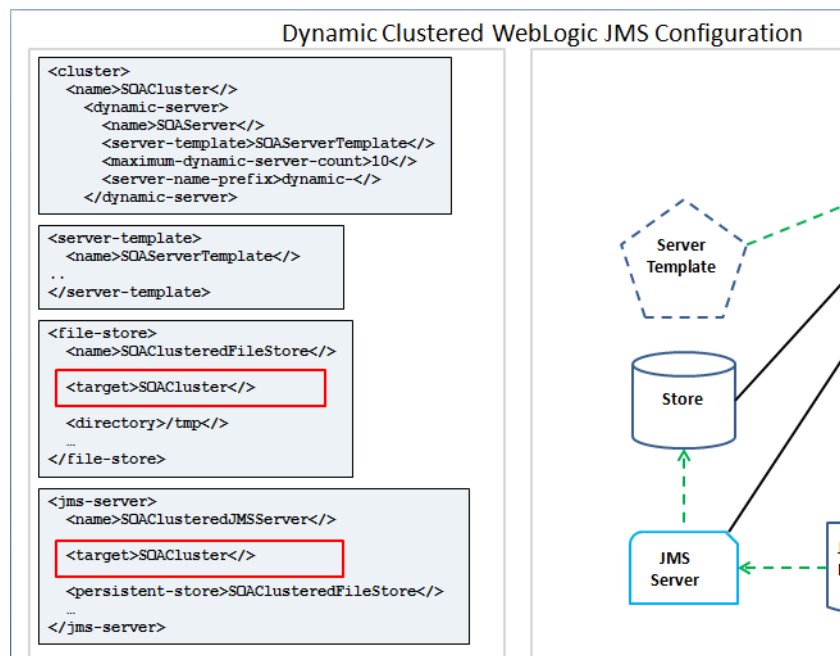 Dynamic Clustered WebLogic JMS Configuration
<cluster>
<name>SOACluster</>
<dynamic-server>
<name>SOAServer</>
<server-template>SOAServerTemplate</>
<maximum-dynamic-server-count>10</>
<server-name-prefix>dynamic-</>
</dynamic-server>
<server-template>
<name>SOAServerTemplate</>
..
</server-template>
<file-store>
<name>SOAClusteredFileStore</>
<target>SOACluster</>
<directory>/tmp</>
…
</file-store>
<jms-server>
<name>SOAClusteredJMSServer</>
<target>SOACluster</>
<persistent-store>SOAClusteredFileStore</>
…
</jms-server>
Server
Template
Store
JMS
Server